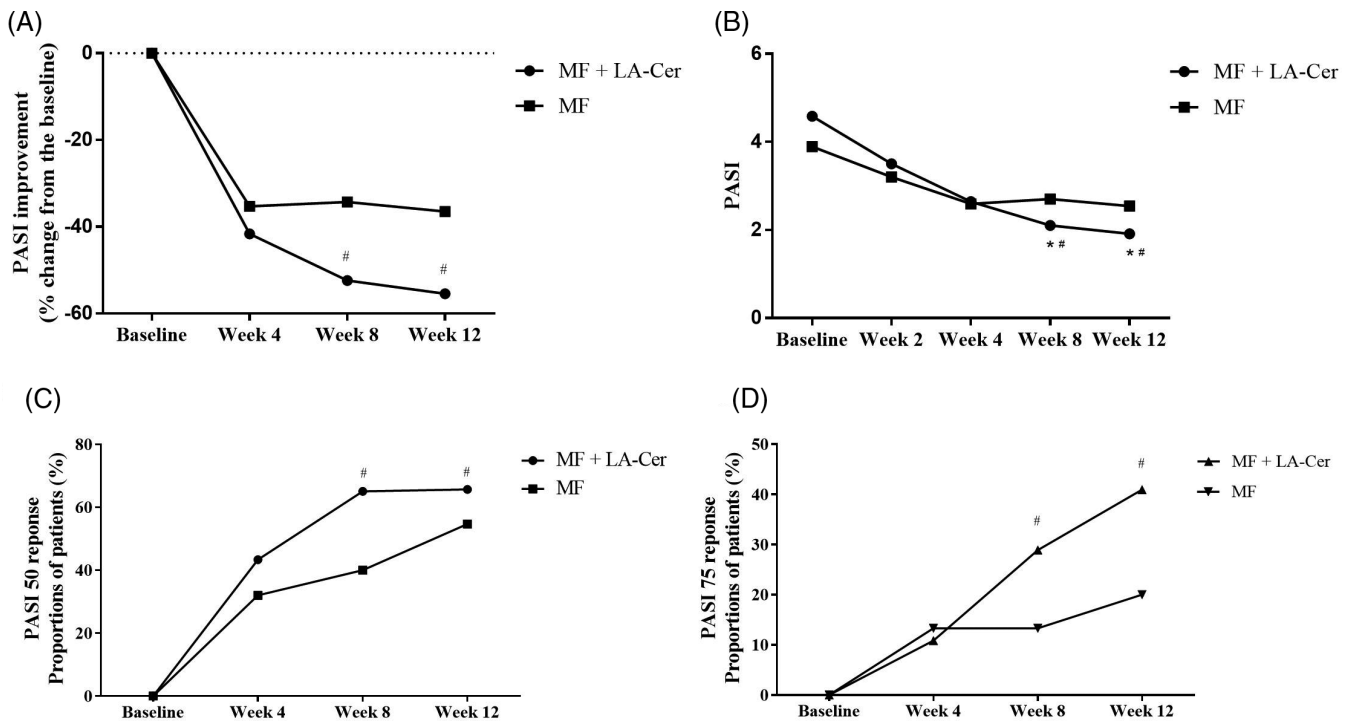 (A)
PASI improvement
(% change from the baseline)
0
-20
-40
-60
Baseline
Week 4
Week 8
Week 12
#
#
MF + LA-Cer
MF
(B)
PASI
6
4
2
0
Baseline
Week 2
Week 4
Week 8
Week 12
* #
* #
MF + LA-Cer
MF
(C)
PASI 50 reponse
Proportions of patients (%)
80
60
40
20
0
Baseline
Week 4
Week 8
Week 12
#
#
MF + LA-Cer
MF
(D)
PASI 75 reponse
Proportions of patients (%)
50
40
30
20
10
0
Baseline
Week 4
Week 8
Week 12
#
#
MF + LA-Cer
MF